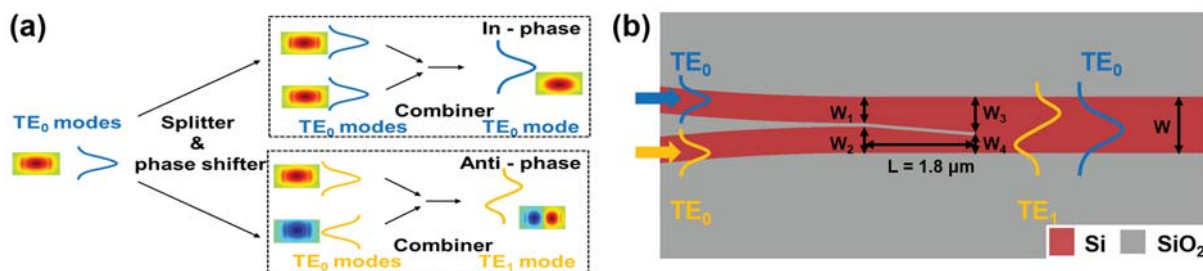 (a)
TE₀ modes
Splitter
&
phase shifter
In - phase
Combiner
TE₀ modes
TE₀ mode
Anti - phase
Combiner
TE₀ modes
TE₁ mode
(b)
TE₀
TE₀
W₁
W₂
W₃
W₄
L = 1.8 μm
TE₀
TE₁
W
Si
SiO₂